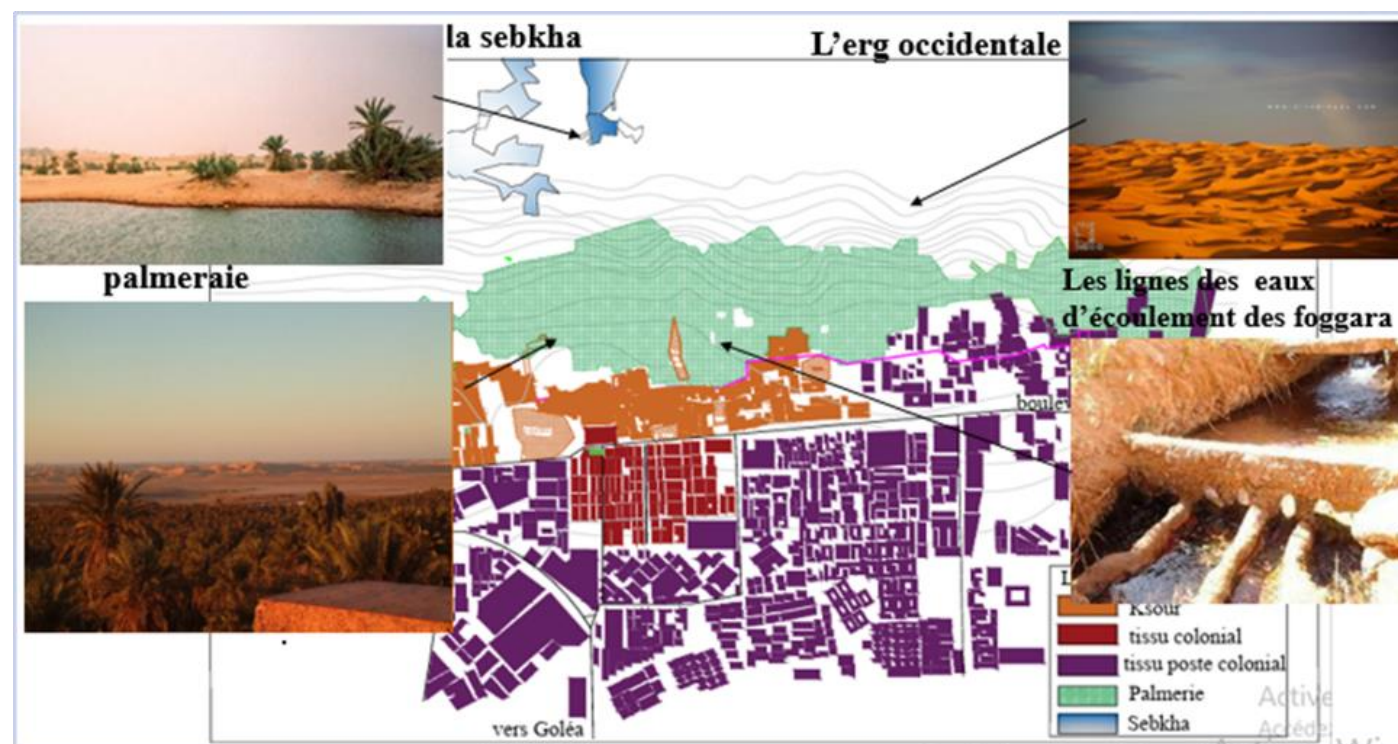 la sebkha
L'erg occidentale
palmeraie
Les lignes des eaux
d'écoulement des foggara
boulev
Ksour
tissu colonial
tissu poste colonial
Palmerie
Sebkha
vers Goléa
Active
Accéde